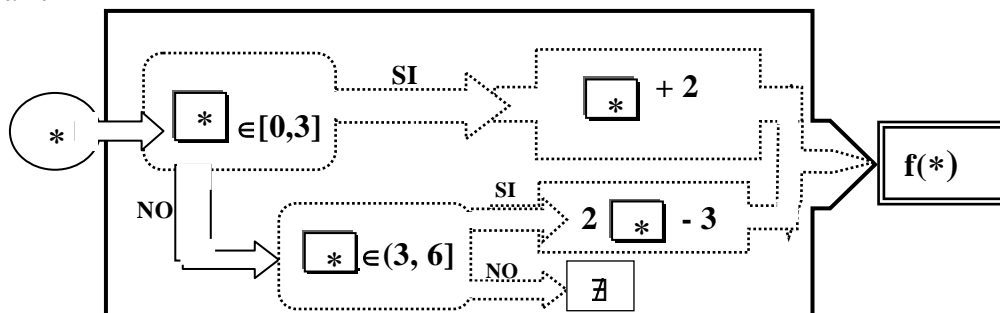 SI
* + 2
* * ∈[0,3]
f(*)
SI
NO
2 * - 3
* ∈(3, 6]
NO
∄